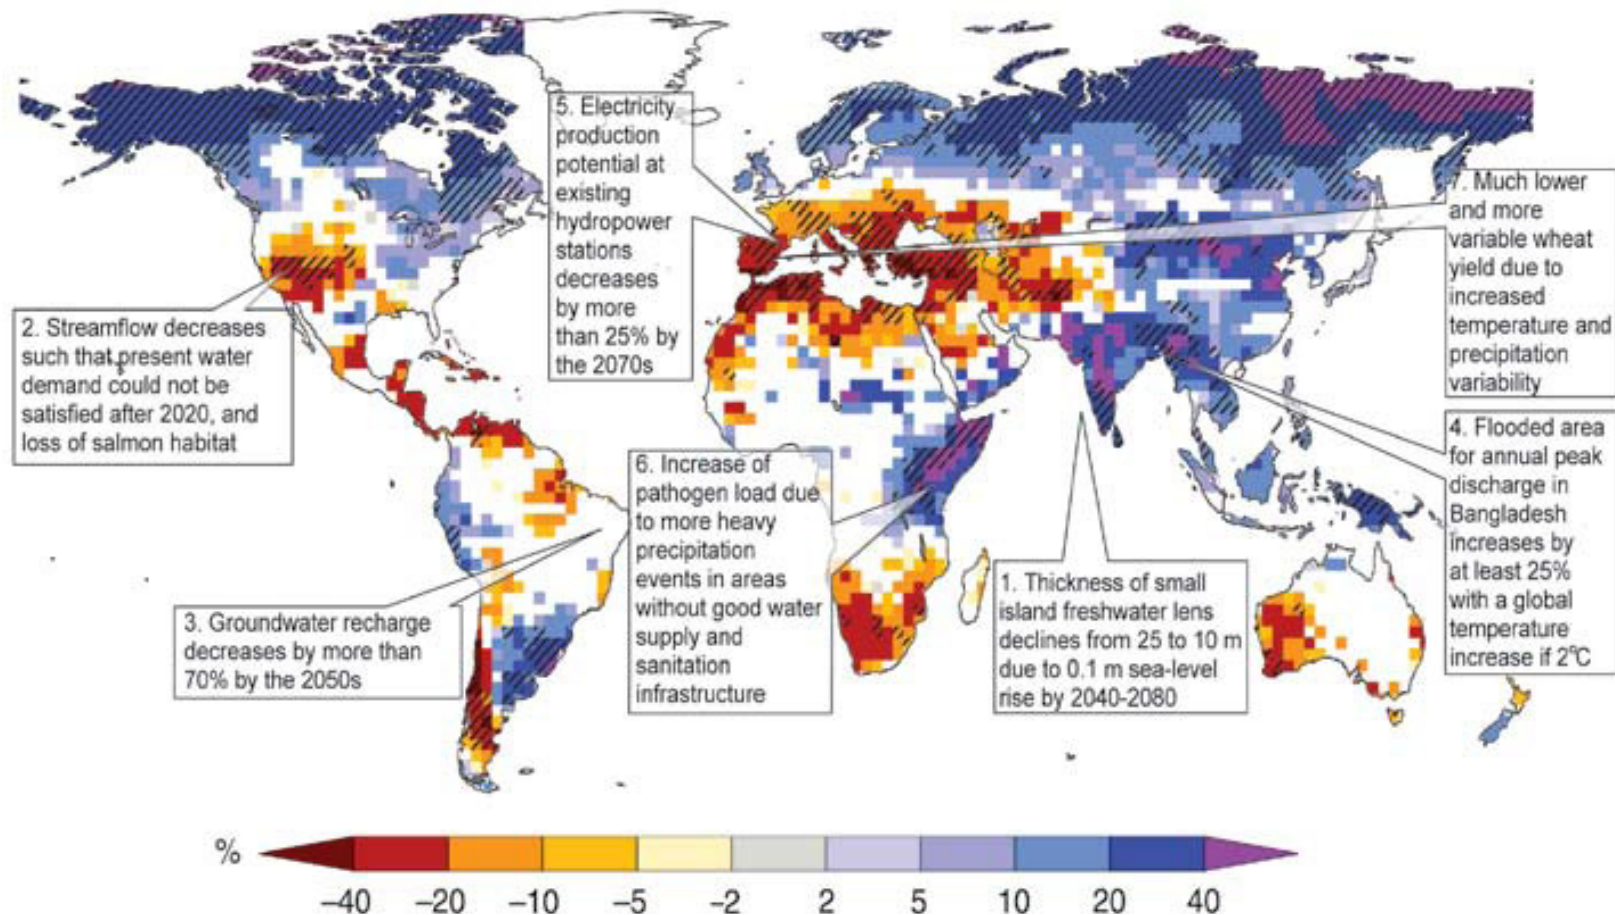 5. Electricity
production
potential at
existing
hydropower
stations
decreases
by more
than 25% by
the 2070s
7. Much lower
and more
variable wheat
yield due to
increased
temperature and
precipitation
variability
2. Streamflow decreases
such that present water
demand could not be
satisfied after 2020, and
loss of salmon habitat
4. Flooded area
for annual peak
discharge in
Bangladesh
increases by
at least 25%
with a global
temperature
increase if 2°C
6. Increase of
pathogen load due
to more heavy
precipitation
events in areas
without good water
supply and
sanitation
infrastructure
1. Thickness of small
island freshwater lens
declines from 25 to 10 m
due to 0.1 m sea-level
rise by 2040-2080
3. Groundwater recharge
decreases by more than
70% by the 2050s
%
−40 −20 −10 −5 −2 2 5 10 20 40